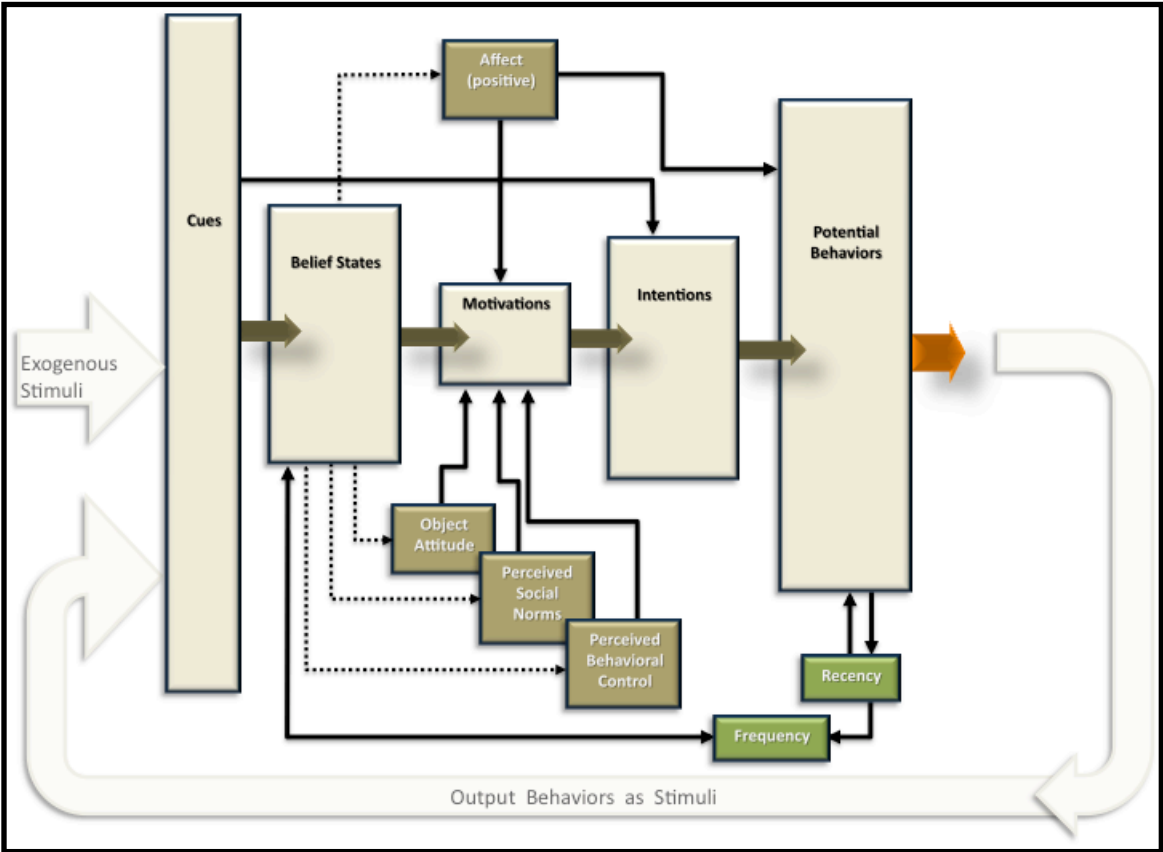 Affect
(positive)
Cues
Belief States
Motivations
Intentions
Potential
Behaviors
Exogenous
Stimuli
Object
Attitude
Perceived
Social
Norms
Perceived
Behavioral
Control
Recency
Frequency
Output Behaviors as Stimuli